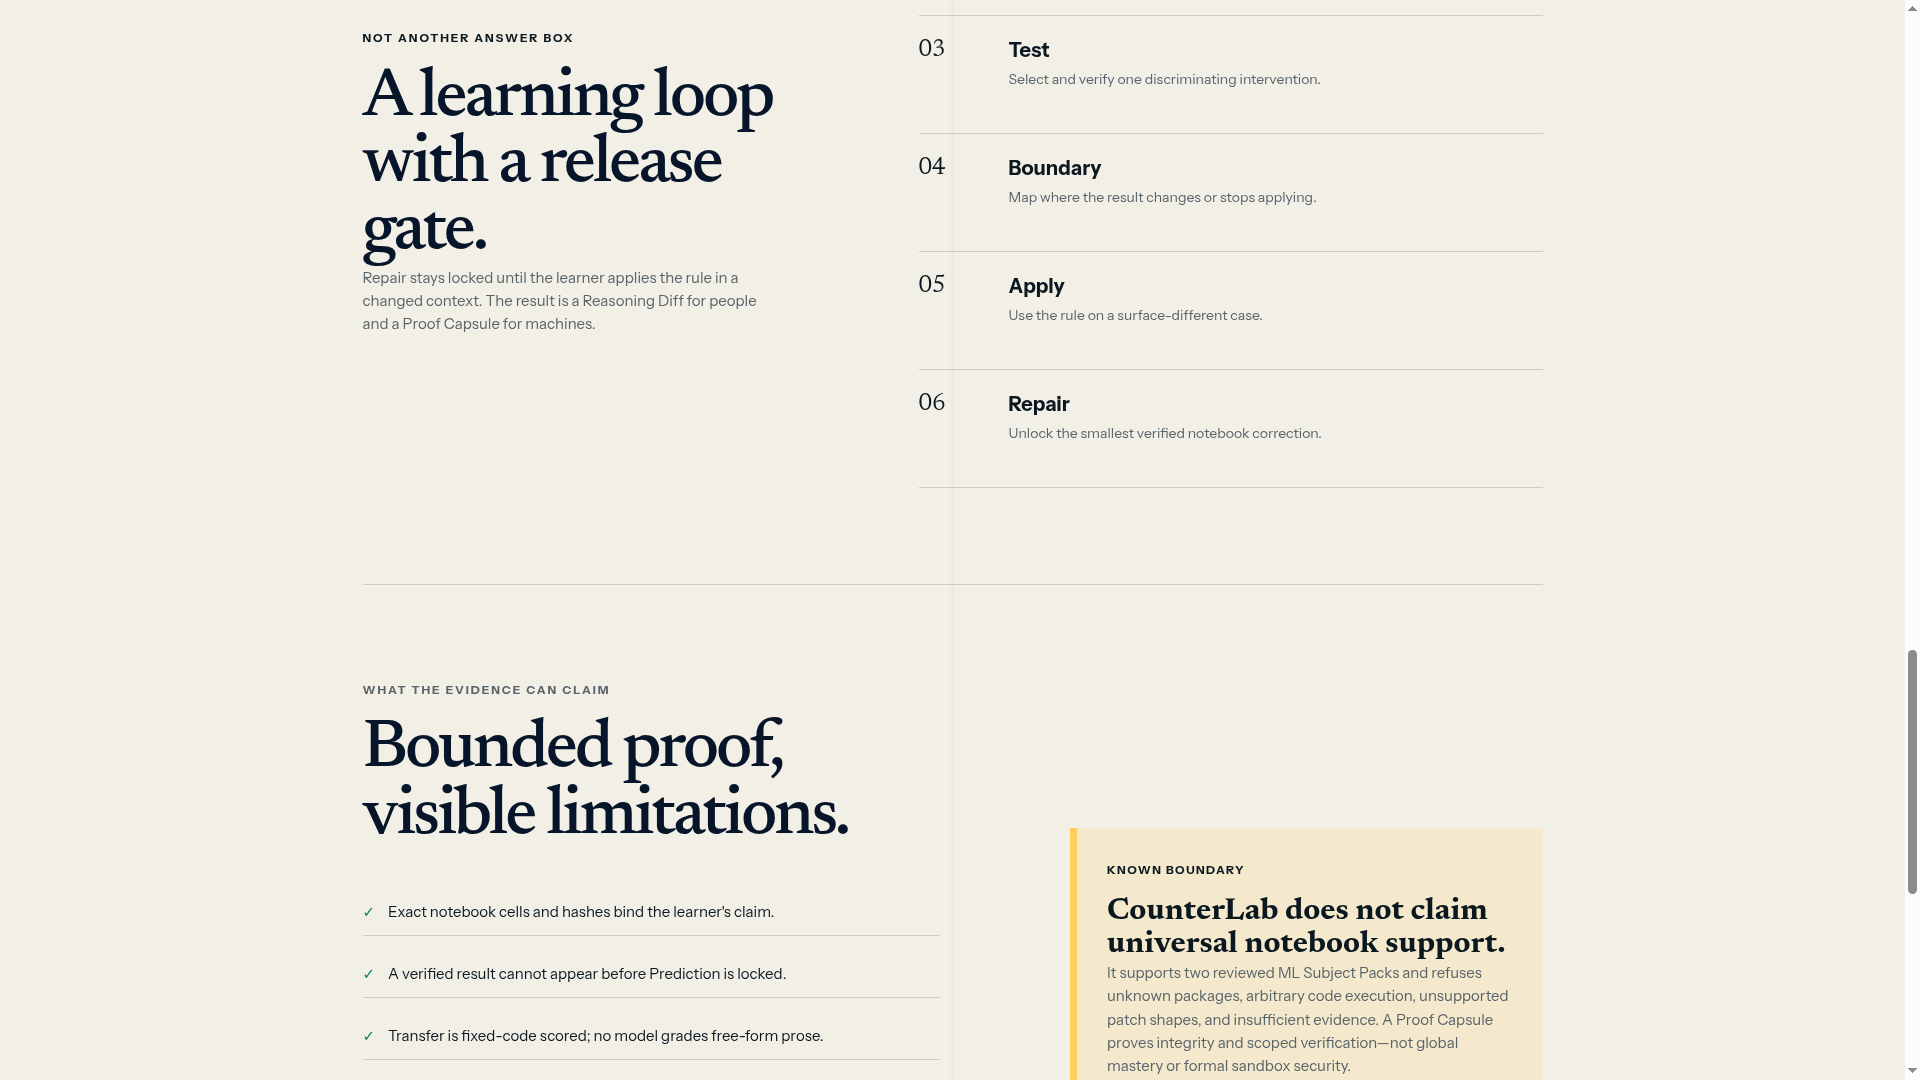 NOT ANOTHER ANSWER BOX
A learning loop
with a release
gate.
Repair stays locked until the learner applies the rule in a
changed context. The result is a Reasoning Diff for people
and a Proof Capsule for machines.
03
Test
Select and verify one discriminating intervention.
04
Boundary
Map where the result changes or stops applying.
05
Apply
Use the rule on a surface-different case.
06
Repair
Unlock the smallest verified notebook correction.
WHAT THE EVIDENCE CAN CLAIM
Bounded proof,
visible limitations.
✓ Exact notebook cells and hashes bind the learner's claim.
✓ A verified result cannot appear before Prediction is locked.
✓ Transfer is fixed-code scored; no model grades free-form prose.
KNOWN BOUNDARY
CounterLab does not claim
universal notebook support.
It supports two reviewed ML Subject Packs and refuses
unknown packages, arbitrary code execution, unsupported
patch shapes, and insufficient evidence. A Proof Capsule
proves integrity and scoped verification—not global
mastery or formal sandbox security.